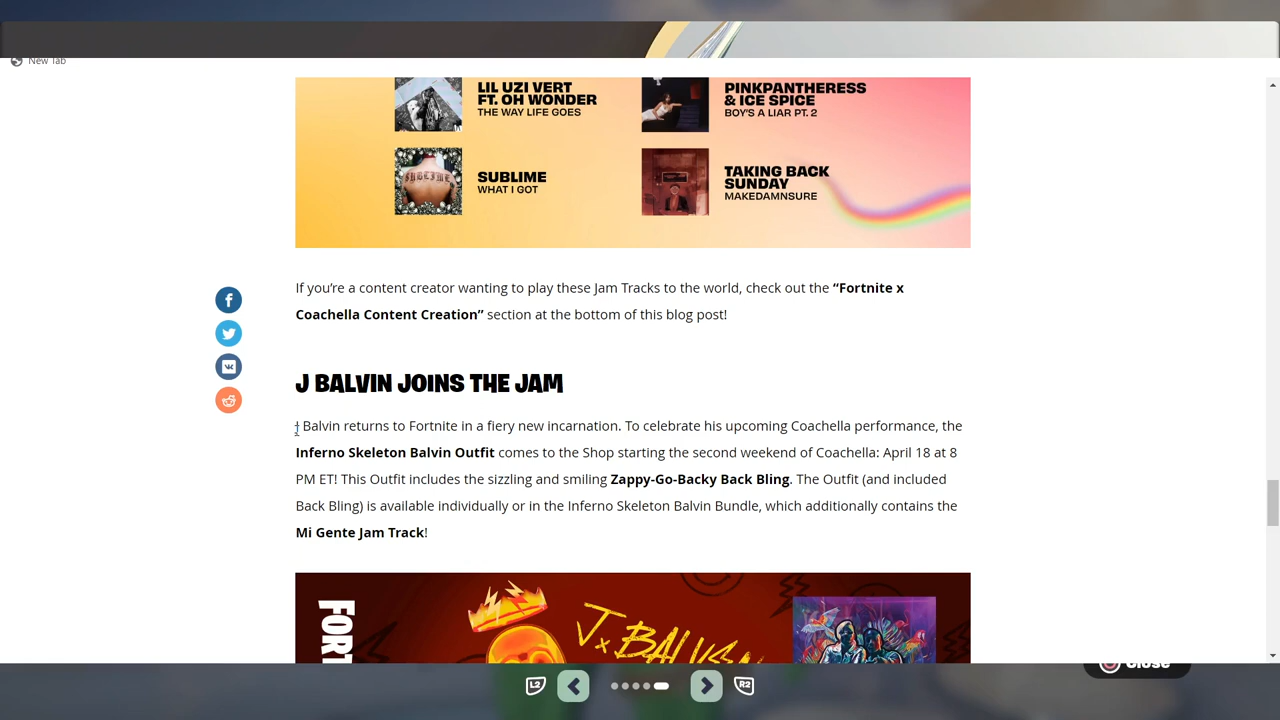 New Tab
LIL UZI VERT
FT. OH WONDER
THE WAY LIFE GOES
PINKPANTHERESS
& ICE SPICE
BOY'S A LIAR PT. 2
SUBLIME
SUBLIME
WHAT I GOT
TAKING BACK
SUNDAY
MAKEDAMNSURE
If you're a content creator wanting to play these Jam Tracks to the world, check out the “Fortnite x
Coachella Content Creation” section at the bottom of this blog post!
J BALVIN JOINS THE JAM
J Balvin returns to Fortnite in a fiery new incarnation. To celebrate his upcoming Coachella performance, the
Inferno Skeleton Balvin Outfit comes to the Shop starting the second weekend of Coachella: April 18 at 8
PM ET! This Outfit includes the sizzling and smiling Zappy-Go-Backy Back Bling. The Outfit (and included
Back Bling) is available individually or in the Inferno Skeleton Balvin Bundle, which additionally contains the
Mi Gente Jam Track!
FORT
J BALVIN
Close
L2
R2